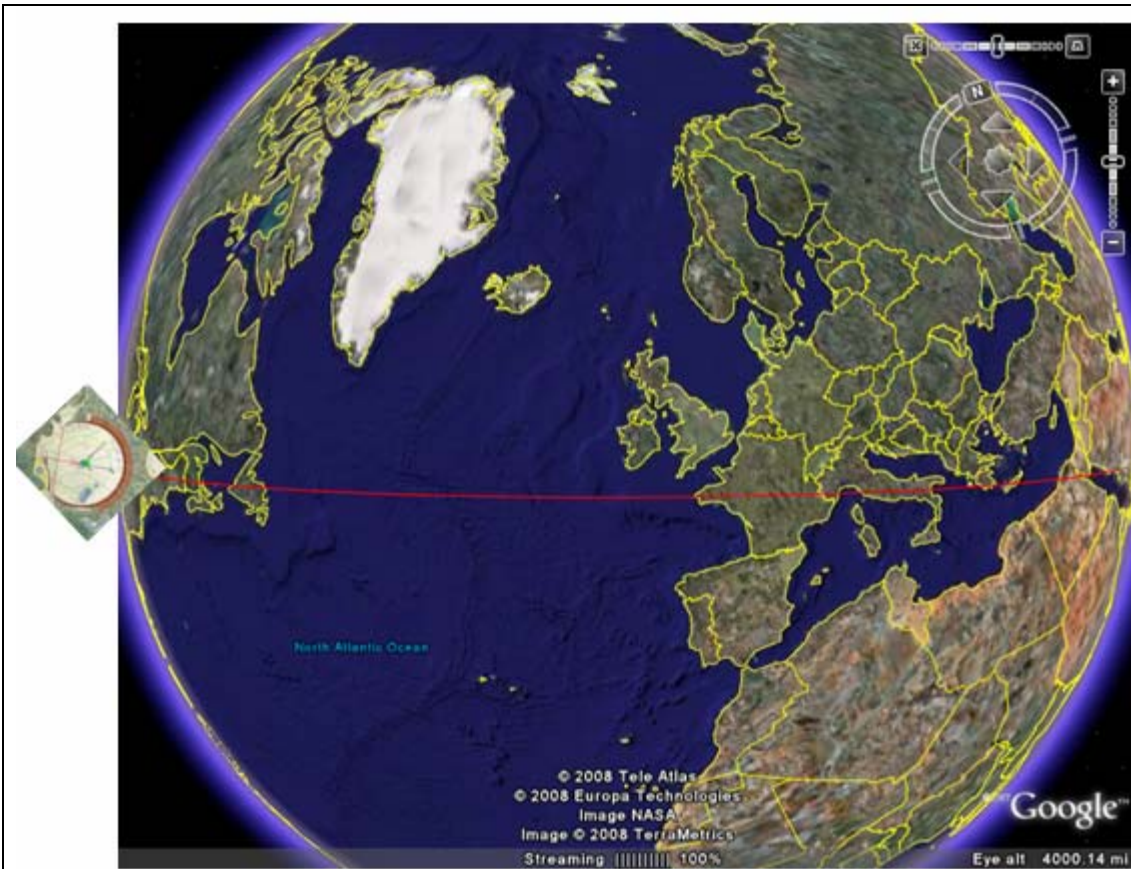 N
North Atlantic Ocean
© 2008 Tele Atlas
© 2008 Europa Technologies
Image NASA
Image © 2008 TerraMetrics
Google™
Streaming |||||||||| 100%
Eye alt 4000.14 mi